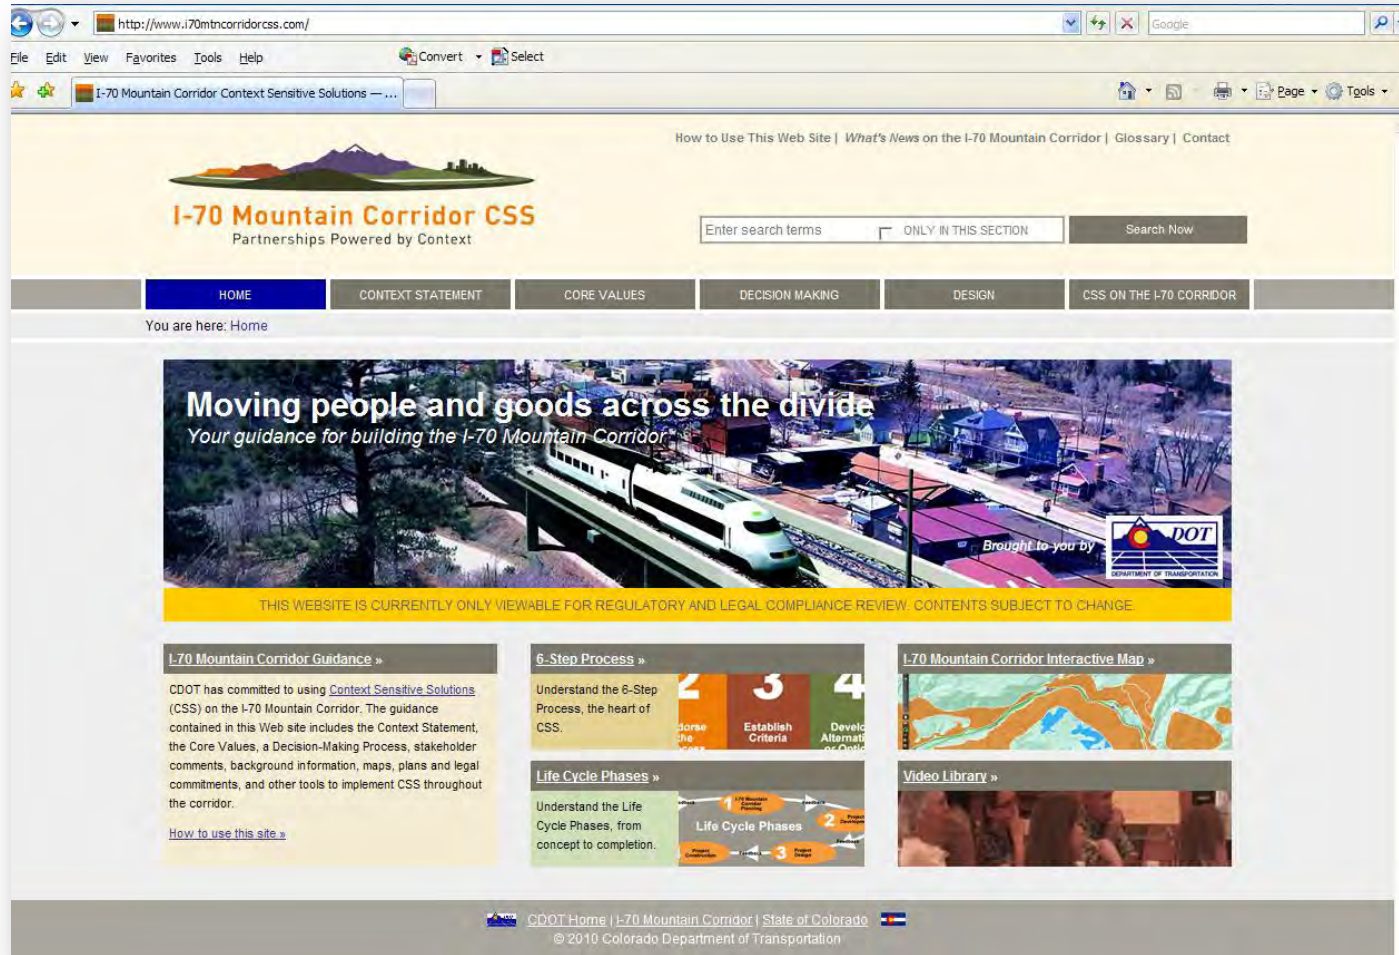 http://www.i70mtncorridorcss.com/
Google
File Edit View Favorites Tools Help
Convert Select
I-70 Mountain Corridor Context Sensitive Solutions — ...
Page Tools
How to Use This Web Site | What's News on the I-70 Mountain Corridor | Glossary | Contact
I-70 Mountain Corridor CSS
Partnerships Powered by Context
Enter search terms ONLY IN THIS SECTION Search Now
HOME CONTEXT STATEMENT CORE VALUES DECISION MAKING DESIGN CSS ON THE I-70 CORRIDOR
You are here: Home
Moving people and goods across the divide
Your guidance for building the I-70 Mountain Corridor
Brought to you by
DOT
DEPARTMENT OF TRANSPORTATION
THIS WEBSITE IS CURRENTLY ONLY VIEWABLE FOR REGULATORY AND LEGAL COMPLIANCE REVIEW. CONTENTS SUBJECT TO CHANGE.
I-70 Mountain Corridor Guidance »
CDOT has committed to using Context Sensitive Solutions
(CSS) on the I-70 Mountain Corridor. The guidance
contained in this Web site includes the Context Statement,
the Core Values, a Decision-Making Process, stakeholder
comments, background information, maps, plans and legal
commitments, and other tools to implement CSS throughout
the corridor.
How to use this site »
6-Step Process »
Understand the 6-Step
Process, the heart of
CSS.
2 3 4
Establish
Criteria
Life Cycle Phases »
Understand the Life
Cycle Phases, from
concept to completion.
1 I-70 Mountain
Corridor
Planning
Feedback
Life Cycle Phases
2
Project
Construction
Feedback
3 Project
Design
Feedback
I-70 Mountain Corridor Interactive Map »
Video Library »
CDOT Home | I-70 Mountain Corridor | State of Colorado
© 2010 Colorado Department of Transportation